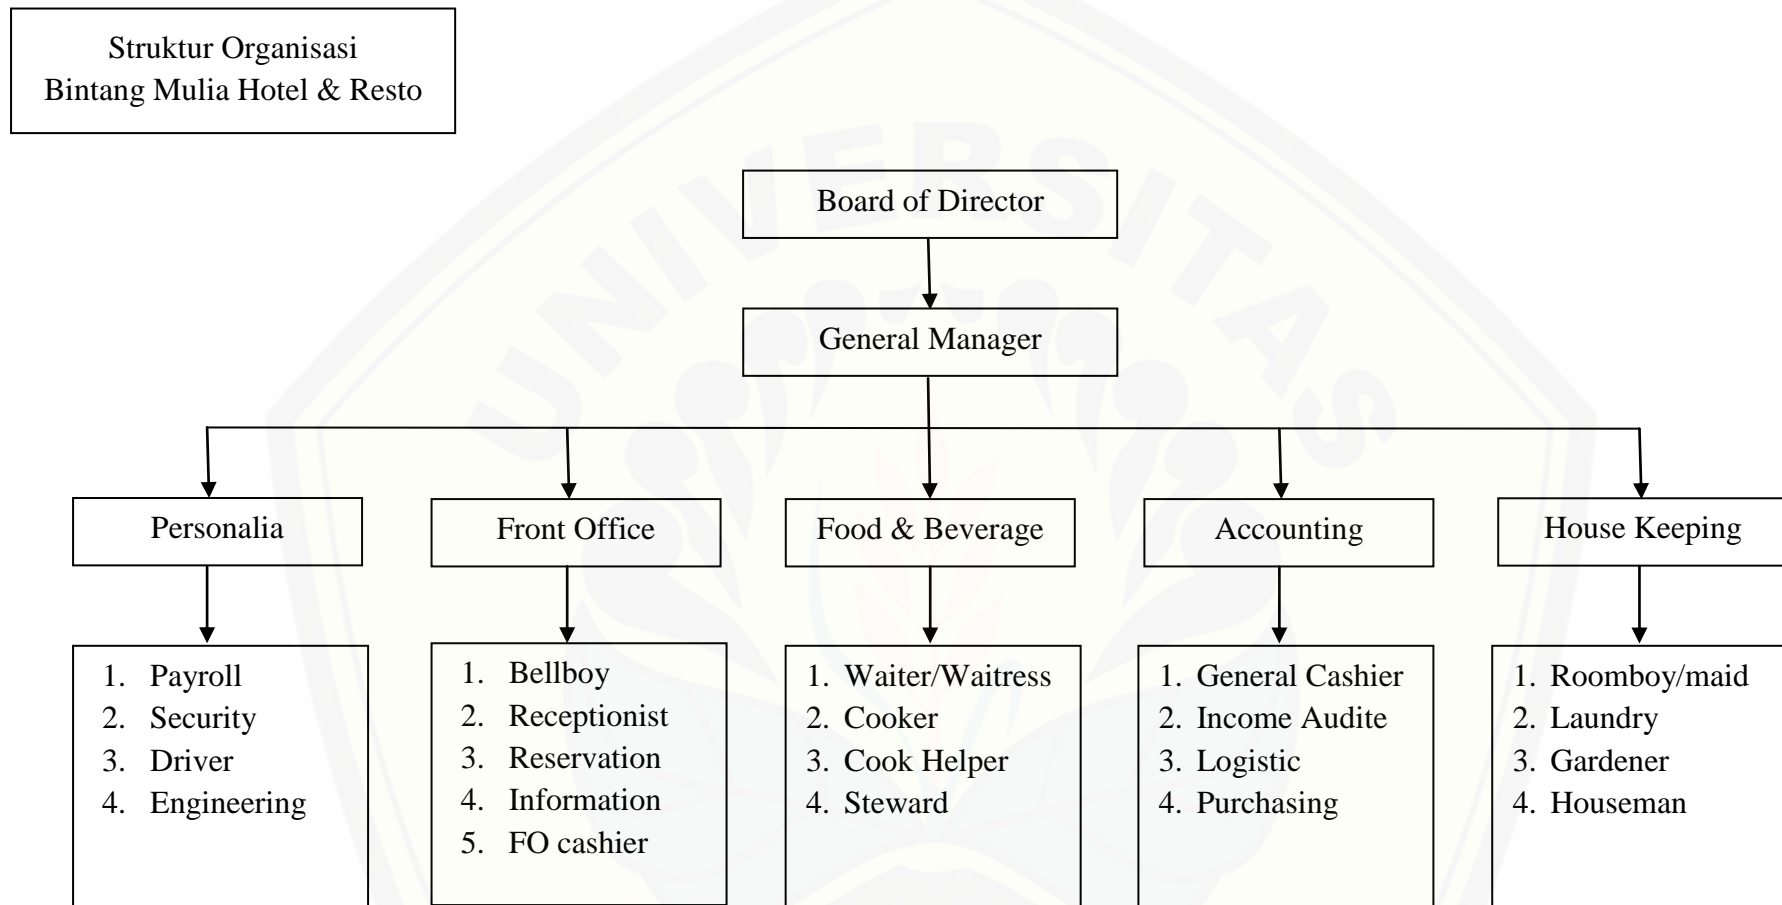 Struktur Organisasi
Bintang Mulia Hotel & Resto
UNIVERSITAS
Board of Director
General Manager
Personalia
Front Office
Food & Beverage
Accounting
House Keeping
1. Payroll
2. Security
3. Driver
4. Engineering
1. Bellboy
2. Receptionist
3. Reservation
4. Information
5. FO cashier
1. Waiter/Waitress
2. Cooker
3. Cook Helper
4. Steward
1. General Cashier
2. Income Audite
3. Logistic
4. Purchasing
1. Roomboy/maid
2. Laundry
3. Gardener
4. Houseman